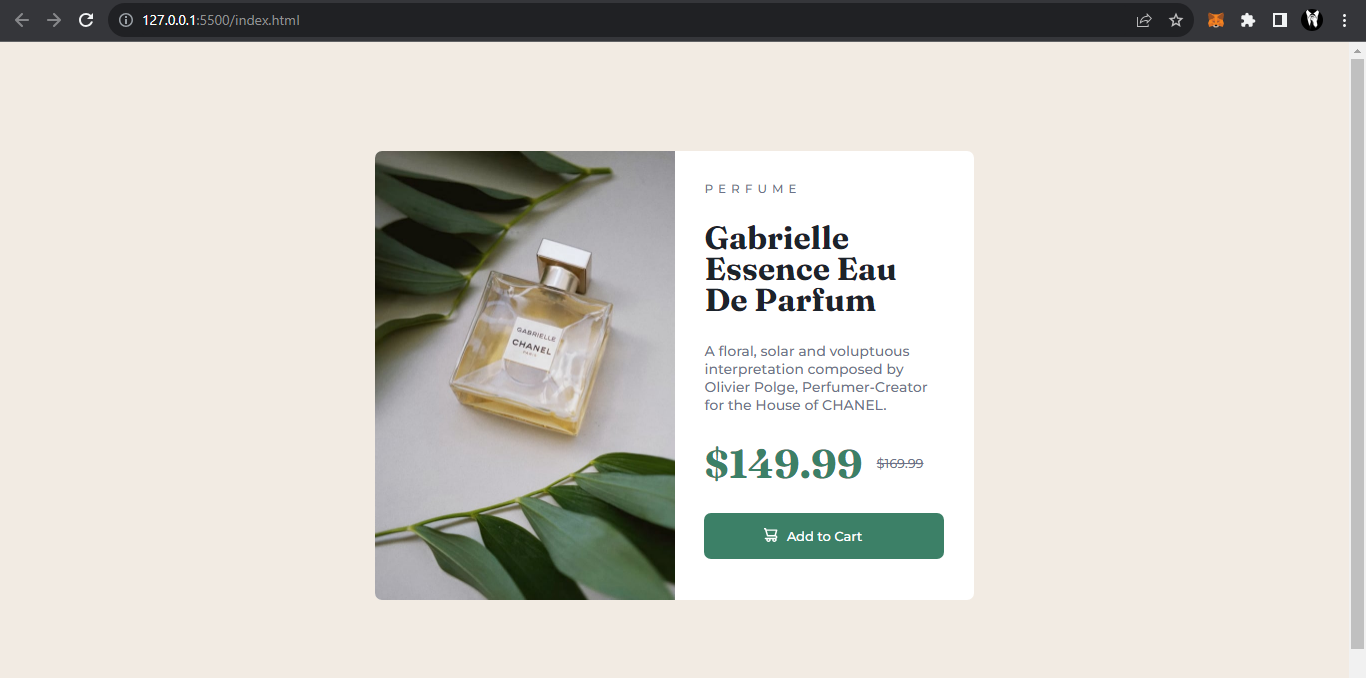 127.0.0.1:5500/index.html
PERFUME
Gabrielle
Essence Eau
De Parfum
A floral, solar and voluptuous
interpretation composed by
Olivier Polge, Perfumer-Creator
for the House of CHANEL.
$149.99 $169.99
Add to Cart
GABRIELLE
CHANEL
PARIS